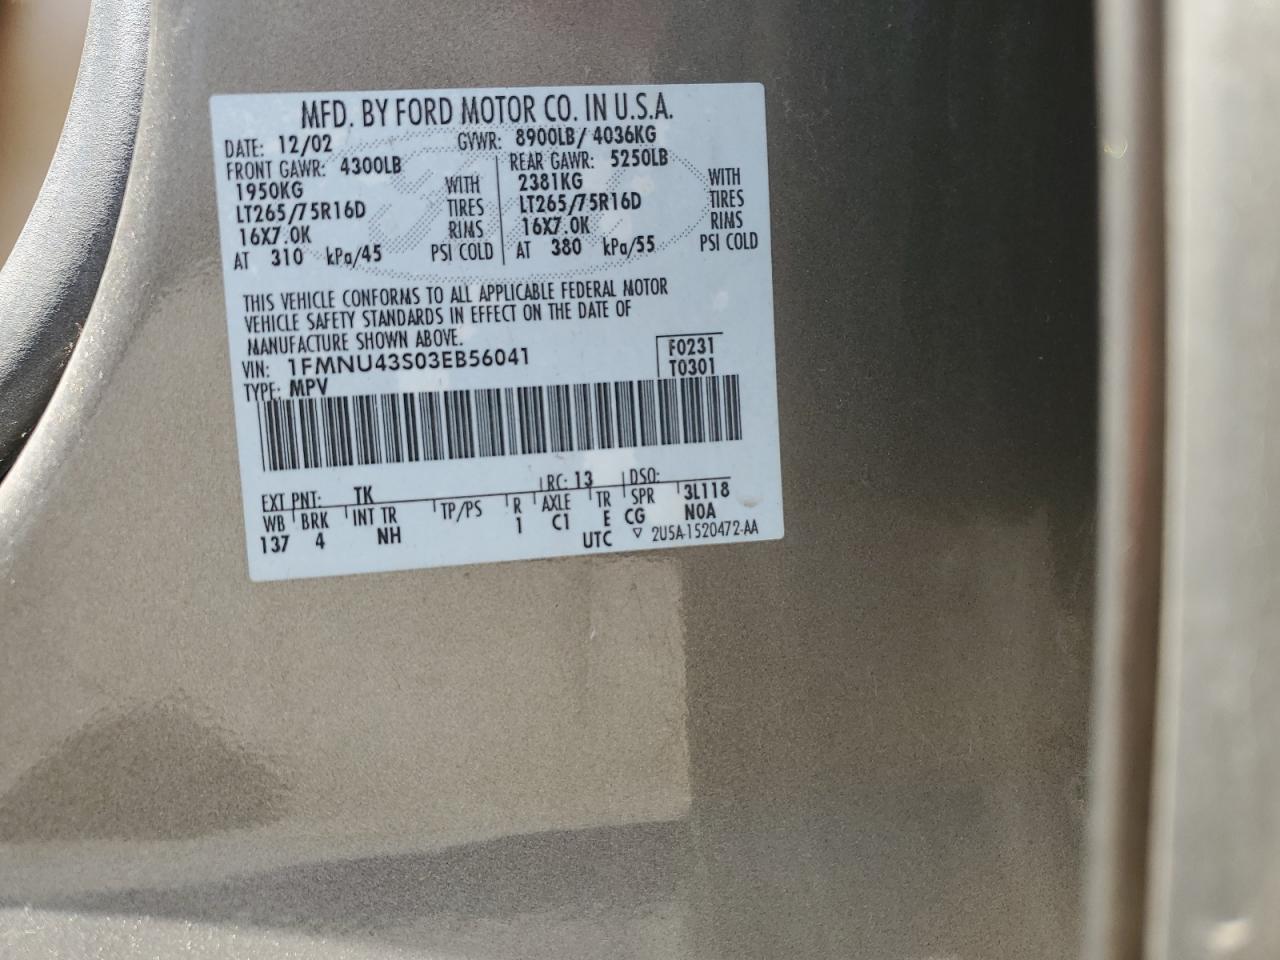 MFD. BY FORD MOTOR CO. IN U.S.A.
DATE: 12/02 GVWR: 8900LB/ 4036KG
FRONT GAWR: 4300LB REAR GAWR: 5250LB
1950KG WITH 2381KG WITH
LT265/75R16D TIRES LT265/75R16D TIRES
16X7.0K RIMS 16X7.0K RIMS
AT 310 kPa/45 PSI COLD AT 380 kPa/55 PSI COLD
THIS VEHICLE CONFORMS TO ALL APPLICABLE FEDERAL MOTOR
VEHICLE SAFETY STANDARDS IN EFFECT ON THE DATE OF
MANUFACTURE SHOWN ABOVE.
VIN: 1FMNU43S03EB56041 F0231
TYPE: MPV T0301
EXT PNT: TK RC: 13 DSO:
WB BRK INT TR TP/PS R AXLE TR SPR 3L118
137 4 NH 1 C1 E CG N0A
UTC ▽ 2U5A-1520472-AA